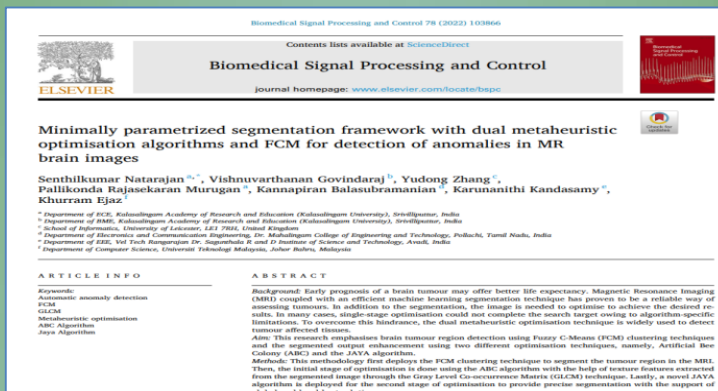 Biomedical Signal Processing and Control 78 (2022) 103866
Contents lists available at ScienceDirect
Biomedical Signal Processing and Control
journal homepage: www.elsevier.com/locate/bspc
ELSEVIER
Biomedical
Signal Processing
and Control
Check for
updates
Minimally parametrized segmentation framework with dual metaheuristic
optimisation algorithms and FCM for detection of anomalies in MR
brain images
Senthilkumar Natarajan a,*, Vishnuvarthanan Govindaraj b, Yudong Zhang c,
Pallikonda Rajasekaran Murugan a, Kannapiran Balasubramanian d, Karunanithi Kandasamy e,
Khurram Ejaz f
a Department of ECE, Kalasalingam Academy of Research and Education (Kalasalingam University), Srivilliputtur, India
b Department of BME, Kalasalingam Academy of Research and Education (Kalasalingam University), Srivilliputtur, India
c School of Informatics, University of Leicester, LE1 7RH, United Kingdom
d Department of Electronics and Communication Engineering, Dr. Mahalingam College of Engineering and Technology, Pollachi, Tamil Nadu, India
e Department of EEE, Vel Tech Rangarajan Dr. Sagunthala R and D Institute of Science and Technology, Avadi, India
f Department of Computer Science, Universiti Teknologi Malaysia, Johor Bahru, Malaysia
ARTICLE INFO
Keywords:
Automatic anomaly detection
FCM
GLCM
Metaheuristic optimisation
ABC Algorithm
Jaya Algorithm
ABSTRACT
Background: Early prognosis of a brain tumour may offer better life expectancy. Magnetic Resonance Imaging
(MRI) coupled with an efficient machine learning segmentation technique has proven to be a reliable way of
assessing tumours. In addition to the segmentation, the image is needed to optimise to achieve the desired re-
sults. In many cases, single-stage optimisation could not complete the search target owing to algorithm-specific
limitations. To overcome this hindrance, the dual metaheuristic optimisation technique is widely used to detect
tumour affected tissues.
Aim: This research emphasises brain tumour region detection using Fuzzy C-Means (FCM) clustering techniques
and the segmented output enhancement using two different optimisation techniques, namely, Artificial Bee
Colony (ABC) and the JAYA algorithm.
Methods: This methodology first deploys the FCM clustering technique to segment the tumour region in the MRI.
Then, the initial stage of optimisation is done using the ABC algorithm with the help of texture features extracted
from the segmented image through the Gray Level Co-occurrence Matrix (GLCM) technique. Lastly, a novel JAYA
algorithm is deployed for the second stage of optimisation to provide precise segmentation with the support of